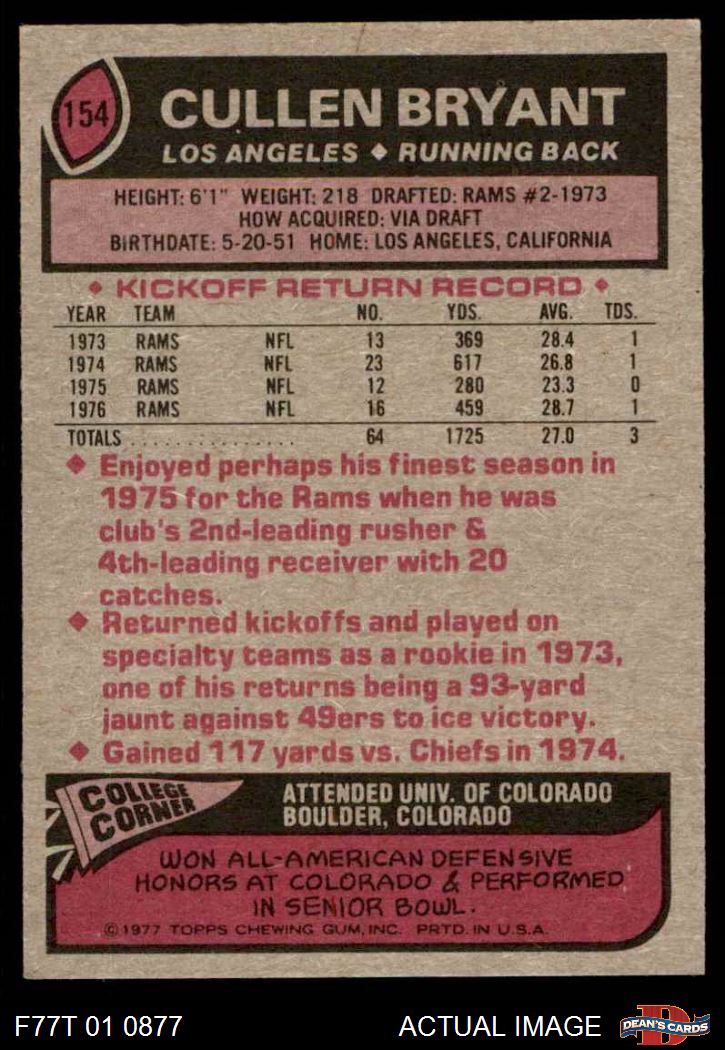 154
CULLEN BRYANT
LOS ANGELES ♦ RUNNING BACK
HEIGHT: 6'1" WEIGHT: 218 DRAFTED: RAMS #2-1973
HOW ACQUIRED: VIA DRAFT
BIRTHDATE: 5-20-51 HOME: LOS ANGELES, CALIFORNIA
♦ KICKOFF RETURN RECORD ♦
YEAR TEAM NO. YDS. AVG. TDS.
1973 RAMS NFL 13 369 28.4 1
1974 RAMS NFL 23 617 26.8 1
1975 RAMS NFL 12 280 23.3 0
1976 RAMS NFL 16 459 28.7 1
TOTALS . . . . . . . . . . . . . . . 64 1725 27.0 3
♦ Enjoyed perhaps his finest season in
1975 for the Rams when he was
club's 2nd-leading rusher &
4th-leading receiver with 20
catches.
♦ Returned kickoffs and played on
specialty teams as a rookie in 1973,
one of his returns being a 93-yard
jaunt against 49ers to ice victory.
♦ Gained 117 yards vs. Chiefs in 1974.
COLLEGE
CORNER
ATTENDED UNIV. OF COLORADO
BOULDER, COLORADO
WON ALL-AMERICAN DEFENSIVE
HONORS AT COLORADO & PERFORMED
IN SENIOR BOWL.
© 1977 TOPPS CHEWING GUM, INC. PRTD. IN U.S.A.
F77T 01 0877
ACTUAL IMAGE
D
DEAN'S CARDS